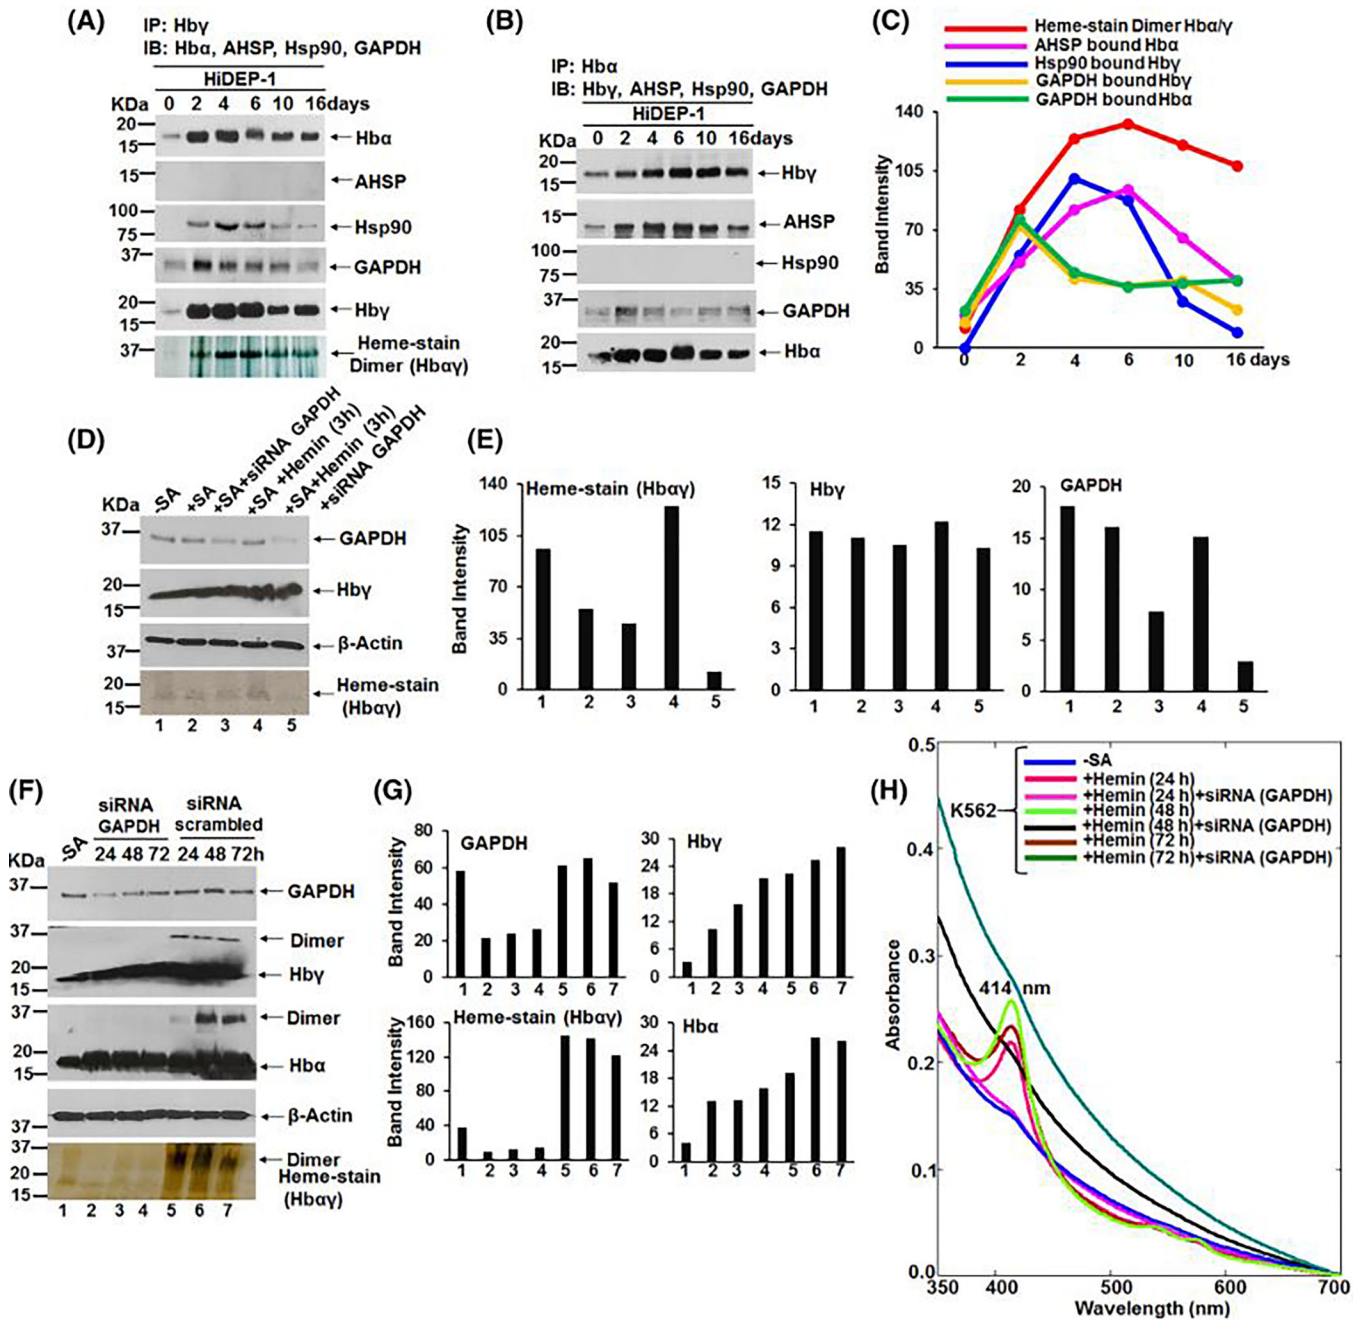 (A)
IP: Hbγ
IB: Hbα, AHSP, Hsp90, GAPDH
HiDEP-1
KDa 0 2 4 6 10 16days
20
15
Hbα
15
AHSP
100
75
Hsp90
37
GAPDH
20
15
Hbγ
37
Heme-stain
Dimer (Hbαγ)
(B)
IP: Hbα
IB: Hbγ, AHSP, Hsp90, GAPDH
HiDEP-1
KDa 0 2 4 6 10 16days
20
15
Hbγ
15
AHSP
100
75
Hsp90
37
GAPDH
20
15
Hbα
(C)
Heme-stain Dimer Hbα/γ
AHSP bound Hbα
Hsp90 bound Hbγ
GAPDH bound Hbγ
GAPDH bound Hbα
Band Intensity
140
105
70
35
0
0 2 4 6 10 16 days
(D)
KDa
-SA
+SA
+SA+siRNA GAPDH
+SA +Hemin (3h)
+SA+Hemin (3h)
+siRNA GAPDH
37
GAPDH
20
15
Hbγ
37
β-Actin
20
15
Heme-stain
(Hbαγ)
1 2 3 4 5
(E)
Heme-stain (Hbαγ)
Band Intensity
140
105
70
35
0
1 2 3 4 5
Hbγ
15
12
9
6
3
0
1 2 3 4 5
GAPDH
20
15
10
5
0
1 2 3 4 5
(F)
siRNA
GAPDH
siRNA
scrambled
KDa
-SA
24 48 72 24 48 72h
37
GAPDH
37
Dimer
20
15
Hbγ
37
Dimer
20
15
Hbα
37
β-Actin
37
20
15
Dimer
Heme-stain
(Hbαγ)
1 2 3 4 5 6 7
(G)
GAPDH
Band Intensity
80
60
40
20
0
1 2 3 4 5 6 7
Hbγ
30
24
18
12
6
0
1 2 3 4 5 6 7
Heme-stain (Hbαγ)
Band Intensity
160
120
80
40
0
1 2 3 4 5 6 7
Hbα
30
24
18
12
6
0
1 2 3 4 5 6 7
(H)
K562
-SA
+Hemin (24 h)
+Hemin (24 h)+siRNA (GAPDH)
+Hemin (48 h)
+Hemin (48 h)+siRNA (GAPDH)
+Hemin (72 h)
+Hemin (72 h)+siRNA (GAPDH)
414 nm
Absorbance
0.5
0.4
0.3
0.2
0.1
0.0
350 400 500 600 700
Wavelength (nm)